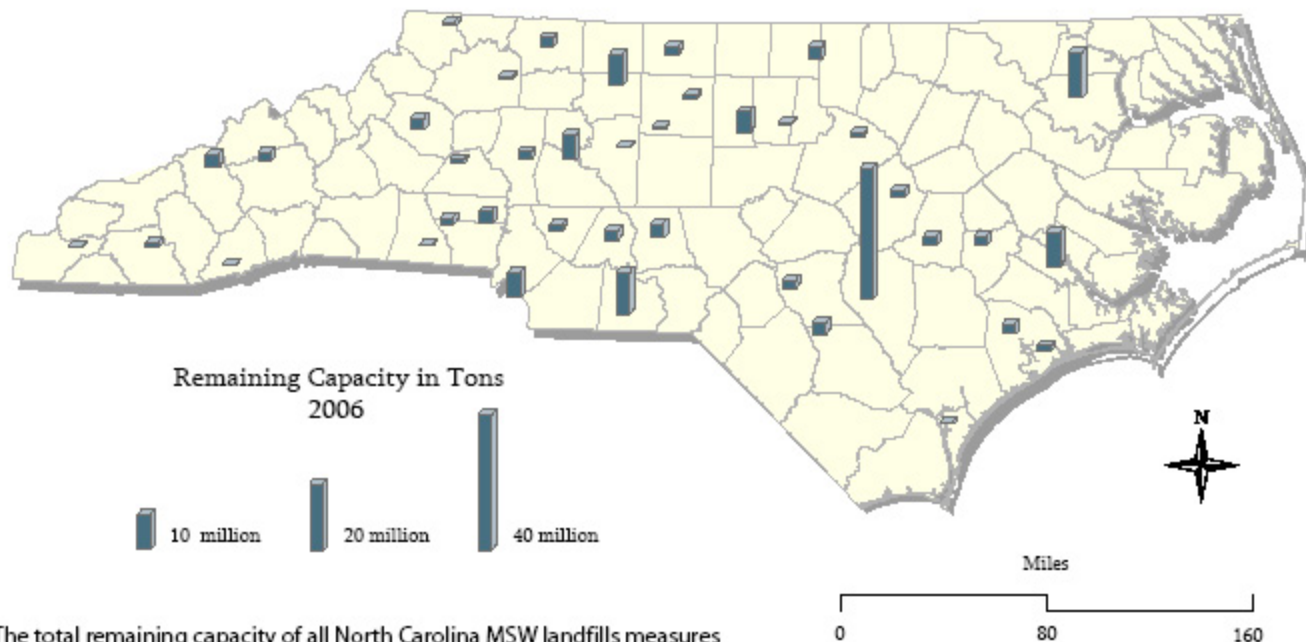 Remaining Capacity in Tons
2006
N
10 million
20 million
40 million
Miles
0
80
160
The total remaining capacity of all North Carolina MSW landfills measures